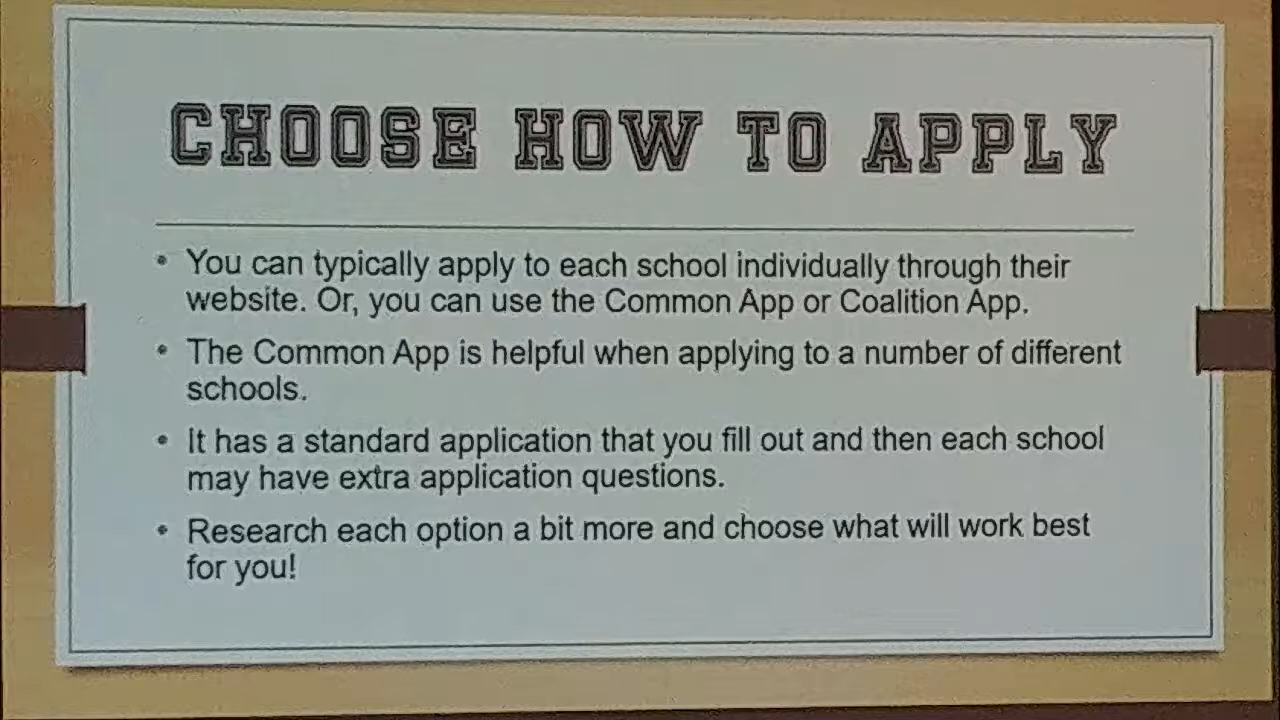 CHOOSE HOW TO APPLY
• You can typically apply to each school individually through their
website. Or, you can use the Common App or Coalition App.
• The Common App is helpful when applying to a number of different
schools.
• It has a standard application that you fill out and then each school
may have extra application questions.
• Research each option a bit more and choose what will work best
for you!